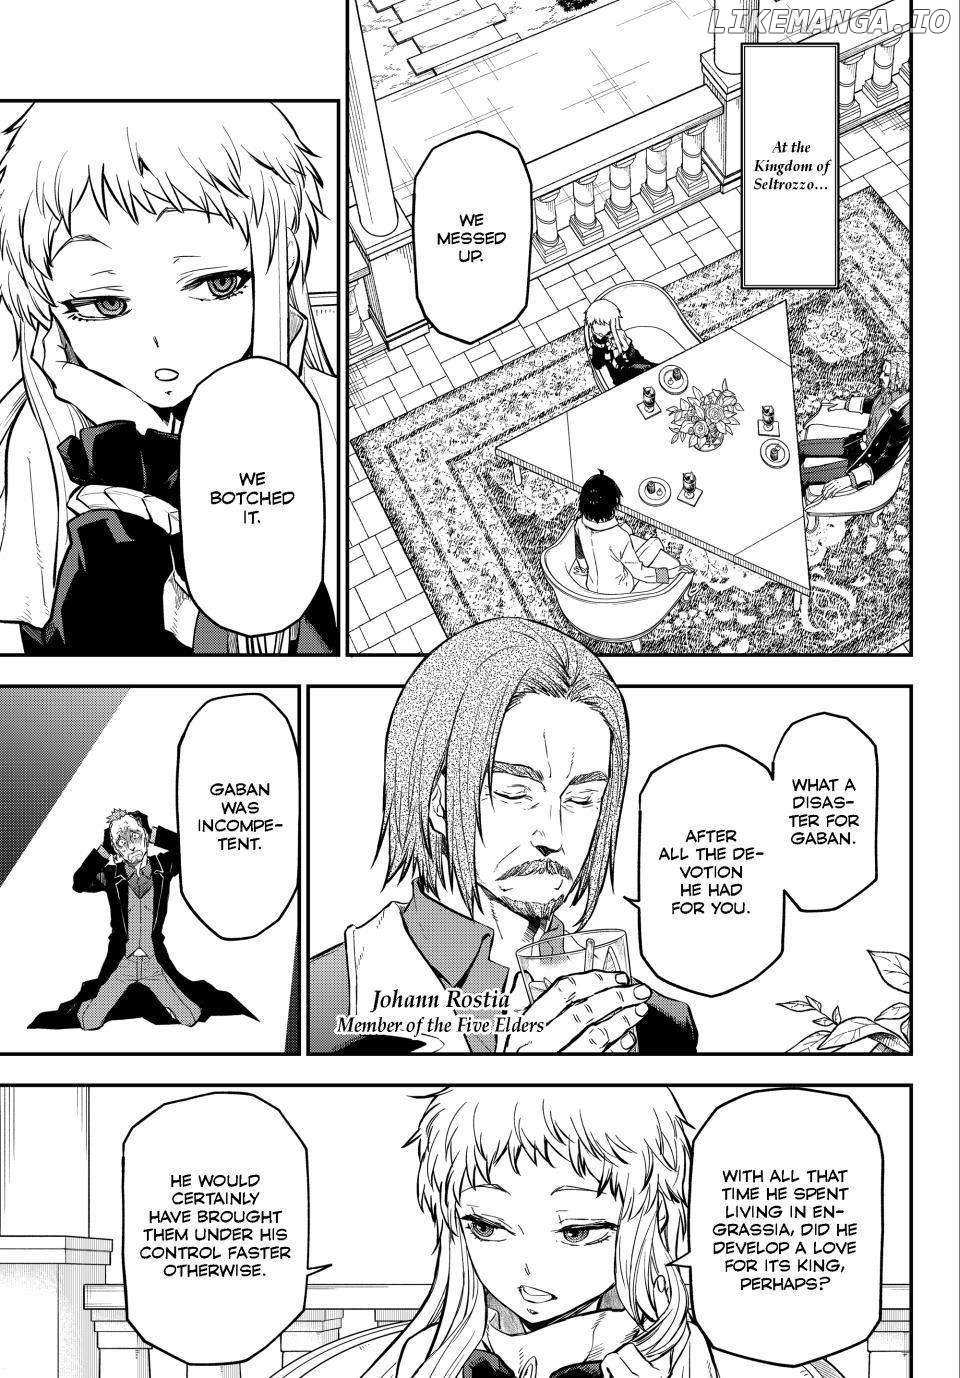 LIKEMANGA.IO
At the
Kingdom of
Seltrozzo...
WE
MESSED
UP.
WE
BOTCHED
IT.
WHAT A
DISAS-
TER FOR
GABAN.
AFTER
ALL THE DE-
VOTION
HE HAD
FOR YOU.
Johann Rostia
Member of the Five Elders
GABAN
WAS
INCOMPE-
TENT.
WITH ALL THAT
TIME HE SPENT
LIVING IN EN-
GRASSIA, DID HE
DEVELOP A LOVE
FOR ITS KING,
PERHAPS?
HE WOULD
CERTAINLY
HAVE BROUGHT
THEM UNDER HIS
CONTROL FASTER
OTHERWISE.